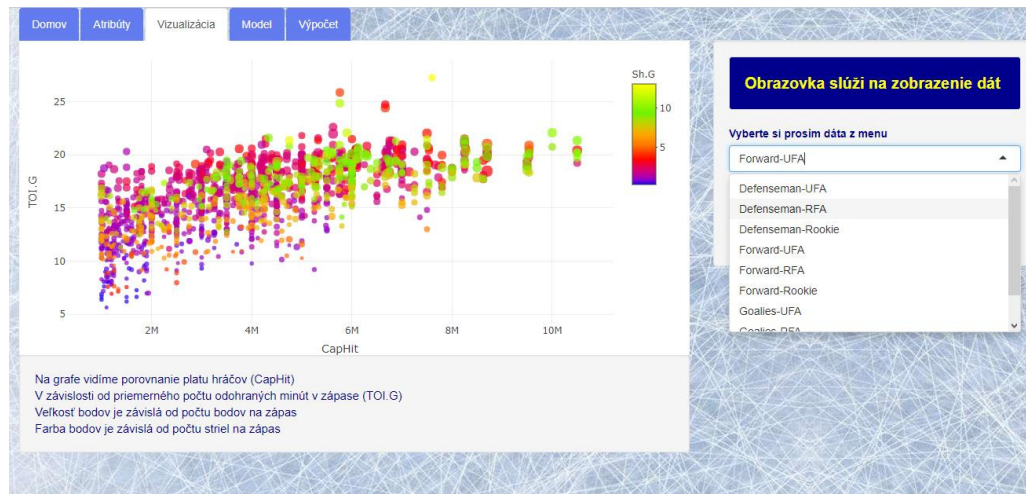 Domov
Atribúty
Vizualizácia
Model
Výpočet
Sh.G
10
5
TOI.G
25
20
15
10
5
2M
4M
6M
8M
10M
CapHit
Na grafe vidíme porovnanie platu hráčov (CapHit)
V závislosti od priemerného počtu odohraných minút v zápase (TOI.G)
Veľkosť bodov je závislá od počtu bodov na zápas
Farba bodov je závislá od počtu striel na zápas
Obrazovka slúži na zobrazenie dát
Vyberte si prosím dáta z menu
Forward-UFA
Defenseman-UFA
Defenseman-RFA
Defenseman-Rookie
Forward-UFA
Forward-RFA
Forward-Rookie
Goalies-UFA
Goalies-RFA